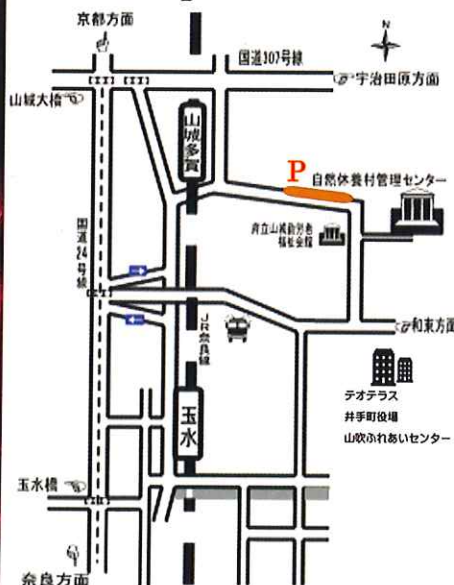 京都方面
N
国道307号線
宇治田原方面
山城大橋
山城多賀
P
自然休養村管理センター
府立山城勤労者
福祉会館
国道24号線
JR奈良線
和束方面
テオテラス
井手町役場
山吹ふれあいセンター
玉水
玉水橋
奈良方面